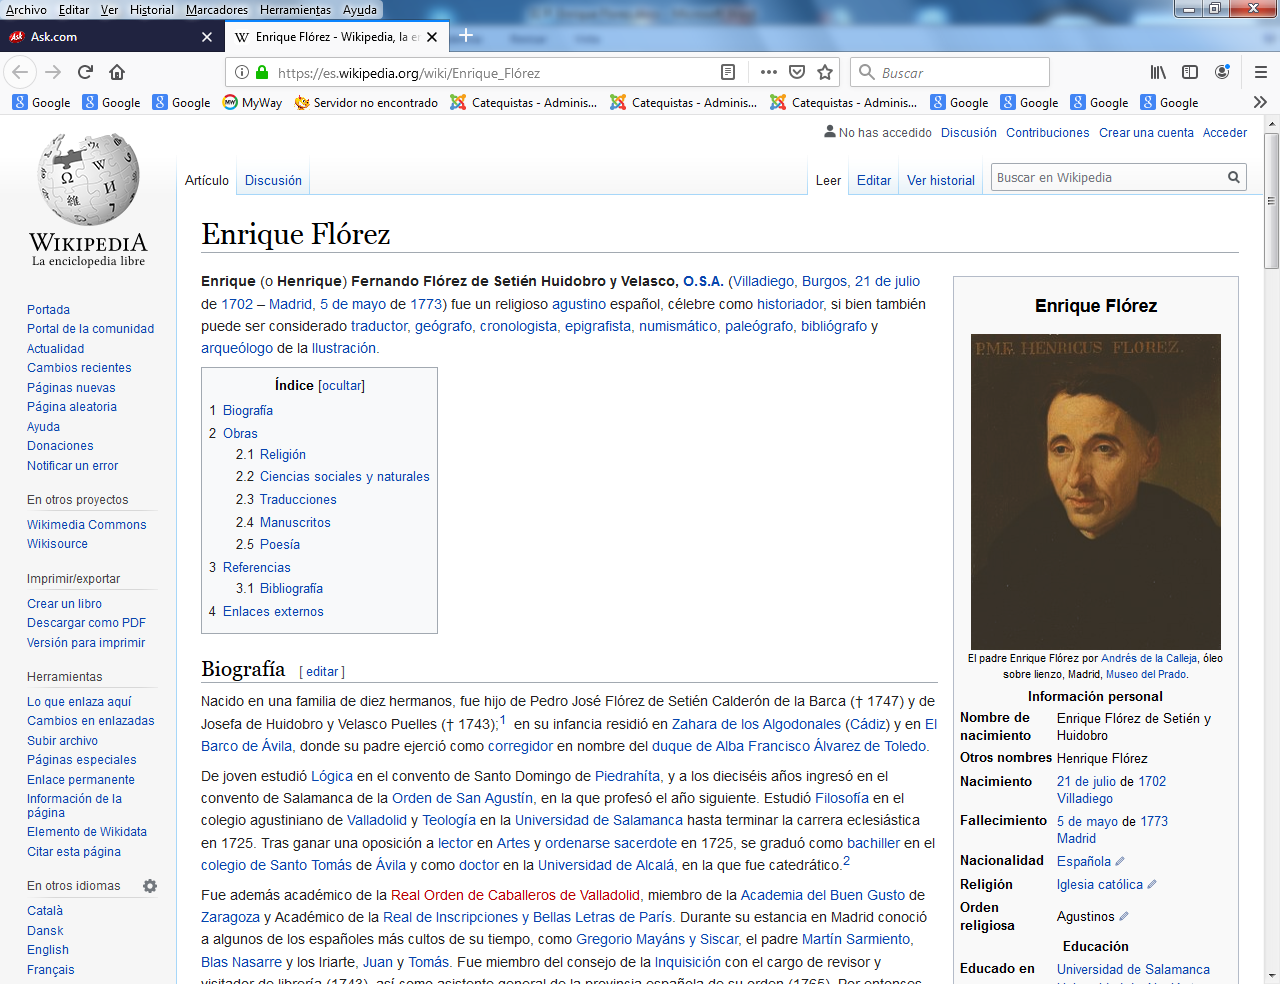 Archivo Editar Ver Historial Marcadores Herramientas Ayuda
Ask.com
Enrique Flórez - Wikipedia, la e
https://es.wikipedia.org/wiki/Enrique_Flórez
Buscar
Google Google Google MyWay Servidor no encontrado Catequistas - Adminis... Catequistas - Adminis... Catequistas - Adminis... Google Google Google Google
No has accedido Discusión Contribuciones Crear una cuenta Acceder
Artículo Discusión Leer Editar Ver historial Buscar en Wikipedia
WIKIPEDIA
La enciclopedia libre
Portada
Portal de la comunidad
Actualidad
Cambios recientes
Páginas nuevas
Página aleatoria
Ayuda
Donaciones
Notificar un error
En otros proyectos
Wikimedia Commons
Wikisource
Imprimir/exportar
Crear un libro
Descargar como PDF
Versión para imprimir
Herramientas
Lo que enlaza aquí
Cambios en enlazadas
Subir archivo
Páginas especiales
Enlace permanente
Información de la
página
Elemento de Wikidata
Citar esta página
En otros idiomas
Català
Dansk
English
Français
Enrique Flórez
Enrique (o Henrique) Fernando Flórez de Setién Huidobro y Velasco, O.S.A. (Villadiego, Burgos, 21 de julio
de 1702 – Madrid, 5 de mayo de 1773) fue un religioso agustino español, célebre como historiador, si bien también
puede ser considerado traductor, geógrafo, cronologista, epigrafista, numismático, paleógrafo, bibliógrafo y
arqueólogo de la Ilustración.
Índice [ocultar]
1 Biografía
2 Obras
2.1 Religión
2.2 Ciencias sociales y naturales
2.3 Traducciones
2.4 Manuscritos
2.5 Poesía
3 Referencias
3.1 Bibliografía
4 Enlaces externos
Biografía [ editar ]
Nacido en una familia de diez hermanos, fue hijo de Pedro José Flórez de Setién Calderón de la Barca († 1747) y de
Josefa de Huidobro y Velasco Puelles († 1743);1 en su infancia residió en Zahara de los Algodonales (Cádiz) y en El
Barco de Ávila, donde su padre ejerció como corregidor en nombre del duque de Alba Francisco Álvarez de Toledo.
De joven estudió Lógica en el convento de Santo Domingo de Piedrahíta, y a los dieciséis años ingresó en el
convento de Salamanca de la Orden de San Agustín, en la que profesó el año siguiente. Estudió Filosofía en el
colegio agustiniano de Valladolid y Teología en la Universidad de Salamanca hasta terminar la carrera eclesiástica
en 1725. Tras ganar una oposición a lector en Artes y ordenarse sacerdote en 1725, se graduó como bachiller en el
colegio de Santo Tomás de Ávila y como doctor en la Universidad de Alcalá, en la que fue catedrático.2
Fue además académico de la Real Orden de Caballeros de Valladolid, miembro de la Academia del Buen Gusto de
Zaragoza y Académico de la Real de Inscripciones y Bellas Letras de París. Durante su estancia en Madrid conoció
a algunos de los españoles más cultos de su tiempo, como Gregorio Mayáns y Siscar, el padre Martín Sarmiento,
Blas Nasarre y los Iriarte, Juan y Tomás. Fue miembro del consejo de la Inquisición con el cargo de revisor y
visitador de librería (1743), así como asistente general de la provincia española de su orden (1765). Por entonces
Enrique Flórez
P.M.F. HENRICUS FLOREZ.
El padre Enrique Flórez por Andrés de la Calleja, óleo
sobre lienzo, Madrid, Museo del Prado.
Información personal
Nombre de nacimiento Enrique Flórez de Setién y Huidobro
Otros nombres Henrique Flórez
Nacimiento 21 de julio de 1702
Villadiego
Fallecimiento 5 de mayo de 1773
Madrid
Nacionalidad Española
Religión Iglesia católica
Orden religiosa Agustinos
Educación
Educado en Universidad de Salamanca